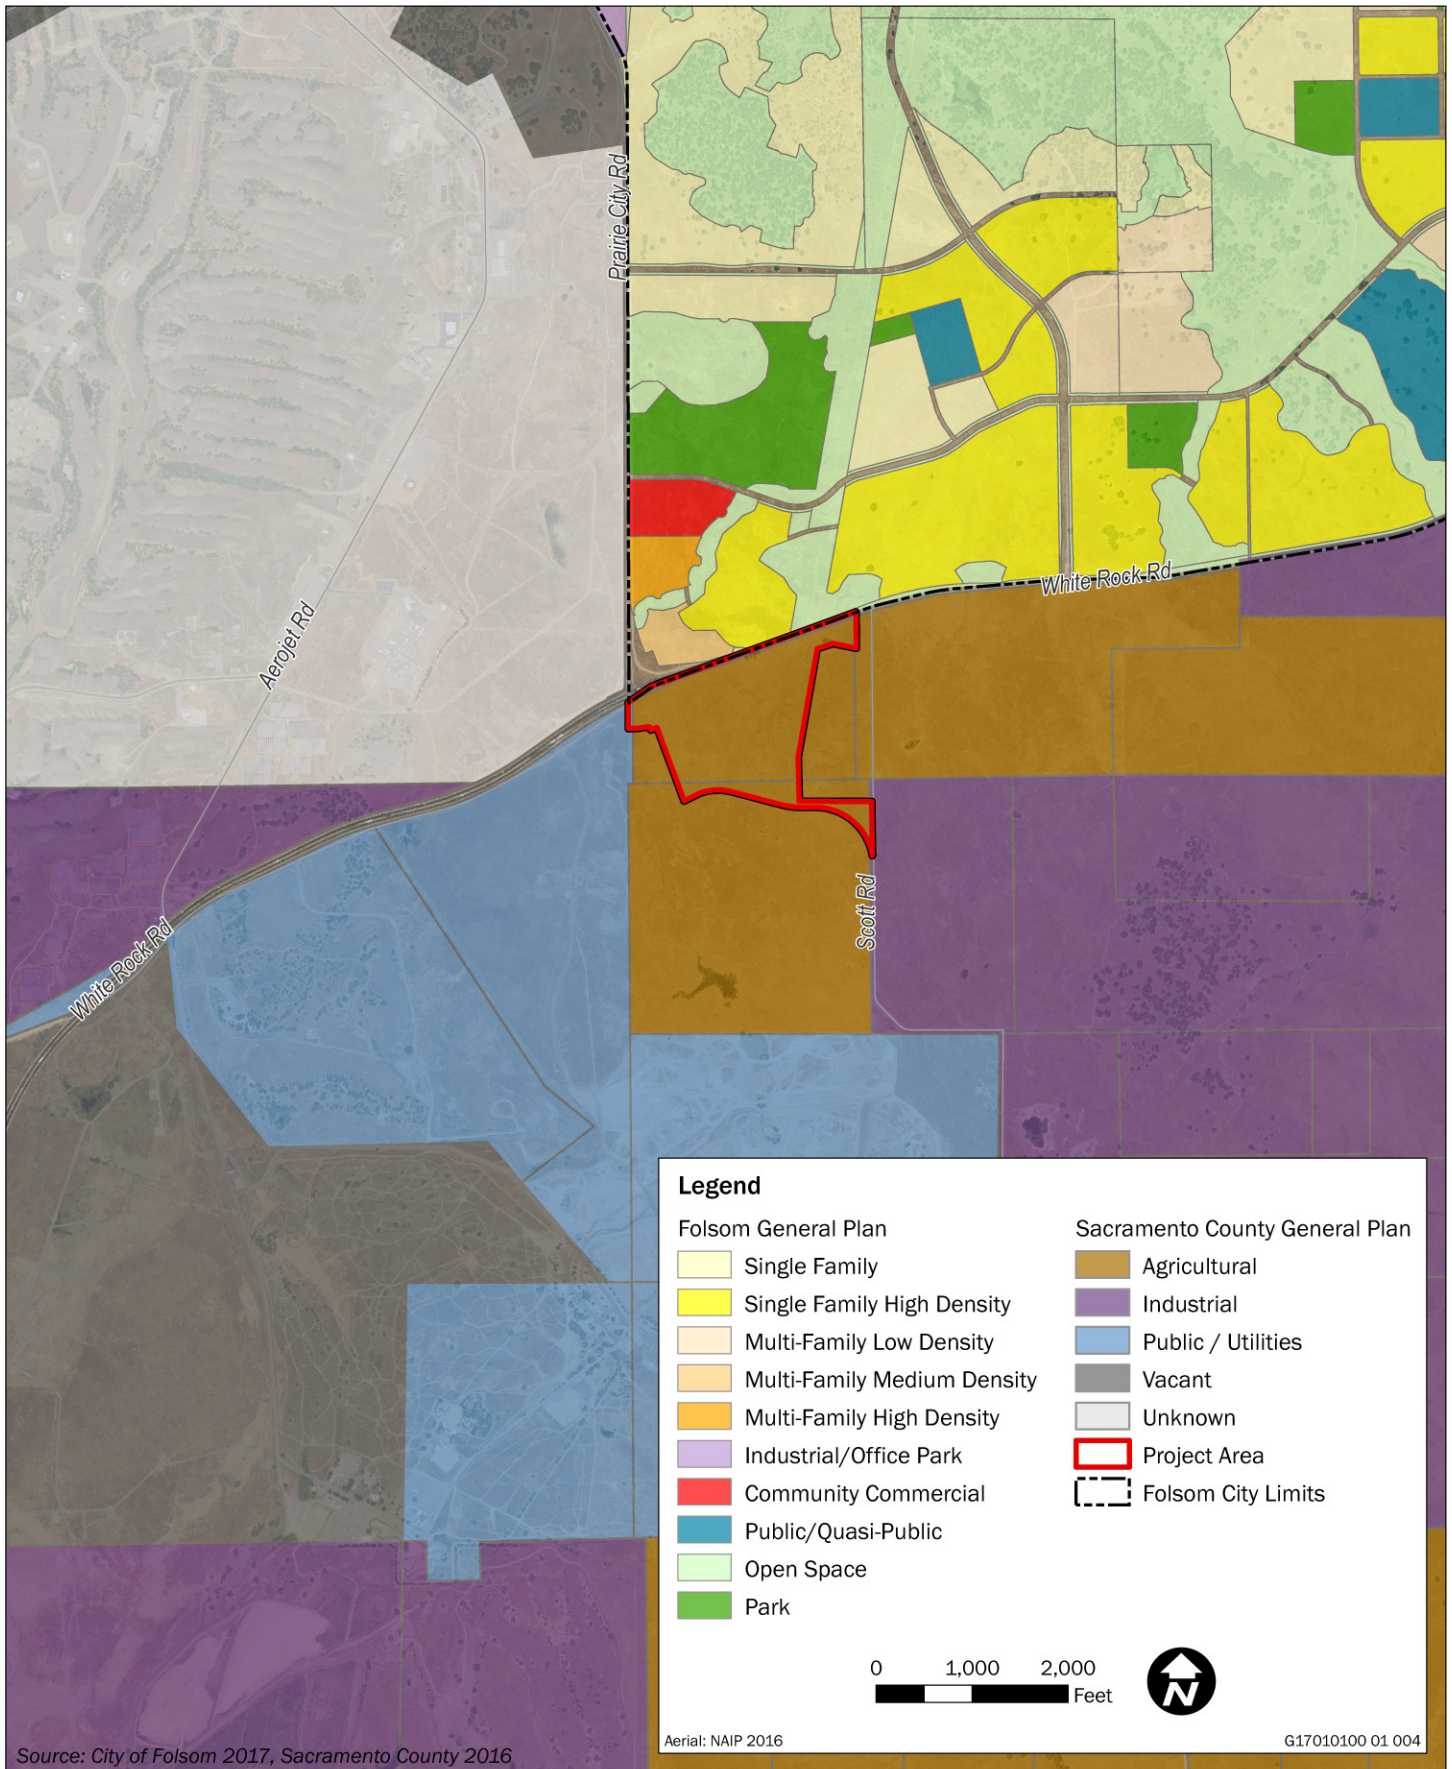 Prairie City Rd
White Rock Rd
Aerojet Rd
Scott Rd
White Rock Rd
Legend
Folsom General Plan
Single Family
Single Family High Density
Multi-Family Low Density
Multi-Family Medium Density
Multi-Family High Density
Industrial/Office Park
Community Commercial
Public/Quasi-Public
Open Space
Park
Sacramento County General Plan
Agricultural
Industrial
Public / Utilities
Vacant
Unknown
Project Area
Folsom City Limits
0 1,000 2,000
Feet
N
Aerial: NAIP 2016
G17010100 01 004
Source: City of Folsom 2017, Sacramento County 2016